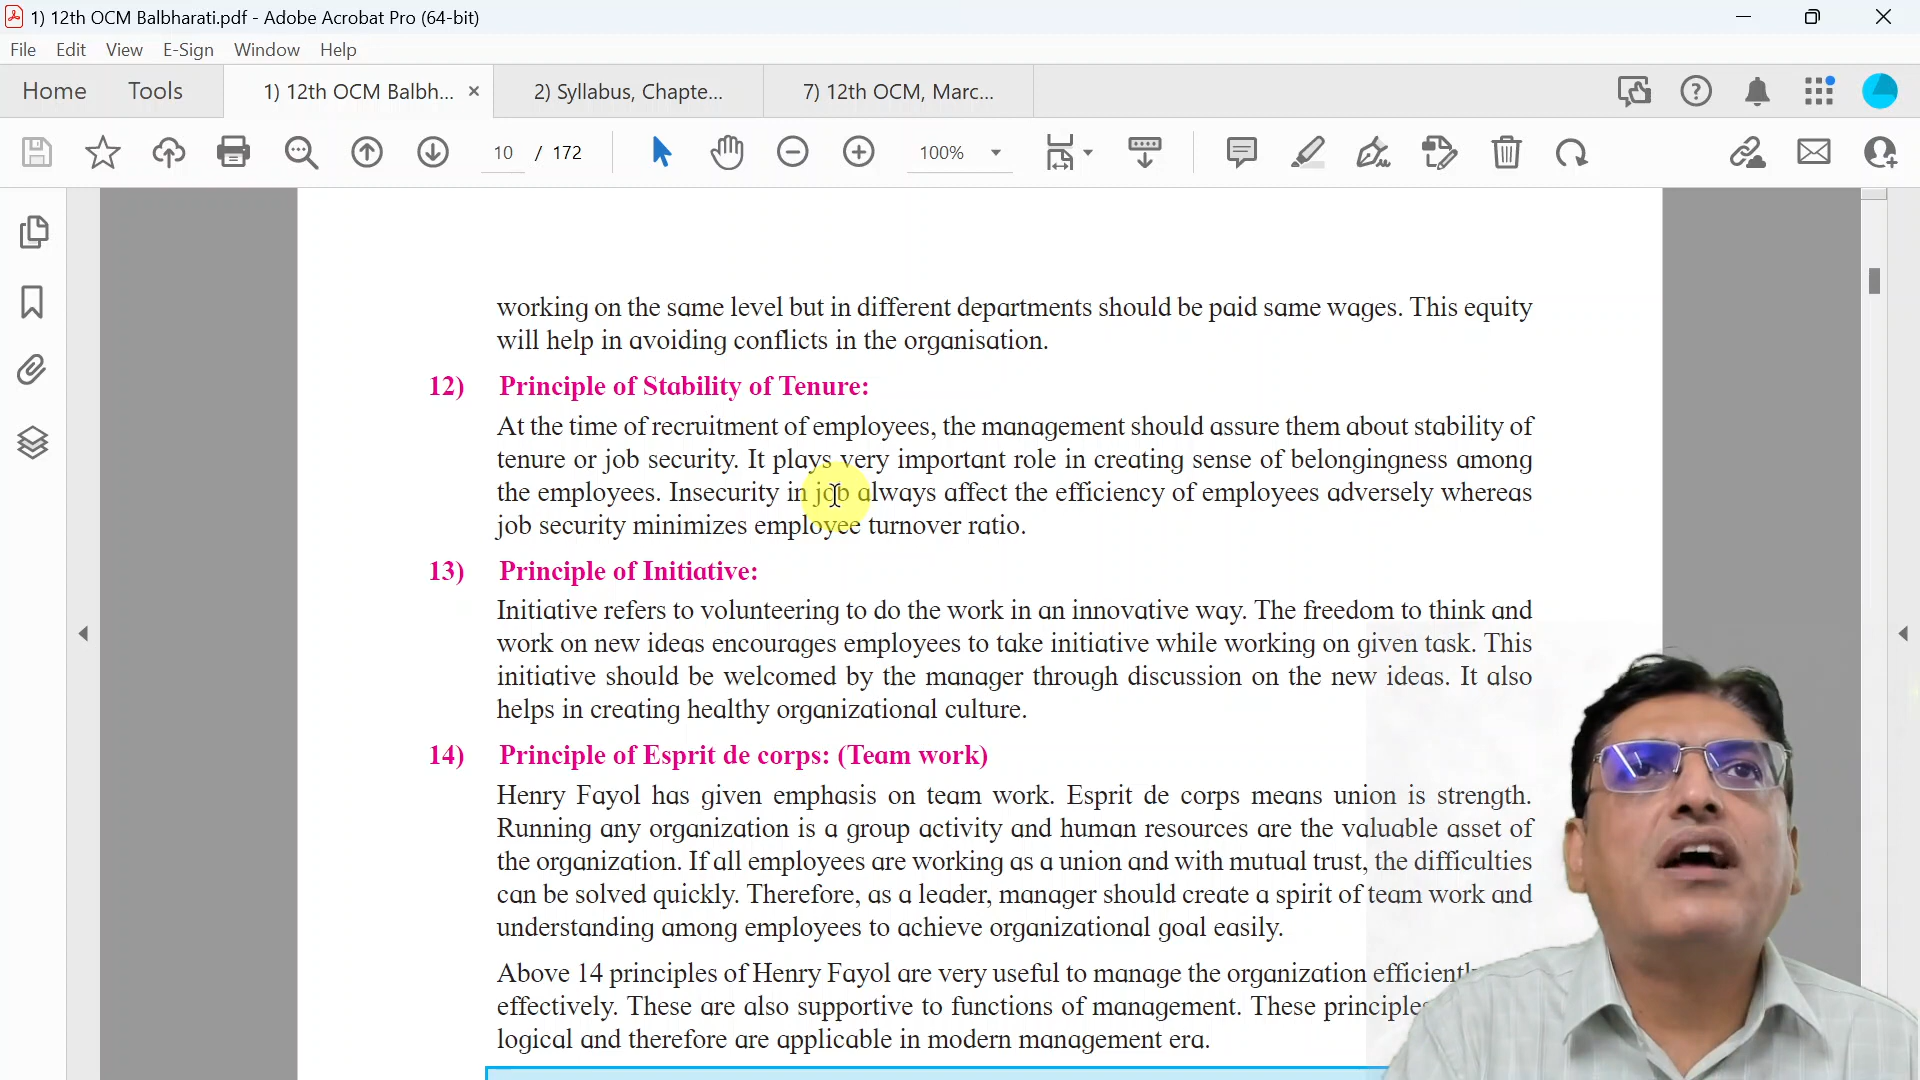 1) 12th OCM Balbharati.pdf - Adobe Acrobat Pro (64-bit)
File Edit View E-Sign Window Help
Home Tools 1) 12th OCM Balbh... × 2) Syllabus, Chapte... 7) 12th OCM, Marc...
10 / 172 100%
working on the same level but in different departments should be paid same wages. This equity
will help in avoiding conflicts in the organisation.
12) Principle of Stability of Tenure:
At the time of recruitment of employees, the management should assure them about stability of
tenure or job security. It plays very important role in creating sense of belongingness among
the employees. Insecurity in job always affect the efficiency of employees adversely whereas
job security minimizes employee turnover ratio.
13) Principle of Initiative:
Initiative refers to volunteering to do the work in an innovative way. The freedom to think and
work on new ideas encourages employees to take initiative while working on given task. This
initiative should be welcomed by the manager through discussion on the new ideas. It also
helps in creating healthy organizational culture.
14) Principle of Esprit de corps: (Team work)
Henry Fayol has given emphasis on team work. Esprit de corps means union is strength.
Running any organization is a group activity and human resources are the valuable asset of
the organization. If all employees are working as a union and with mutual trust, the difficulties
can be solved quickly. Therefore, as a leader, manager should create a spirit of team work and
understanding among employees to achieve organizational goal easily.
Above 14 principles of Henry Fayol are very useful to manage the organization
effectively. These are also supportive to functions of management. These
logical and therefore are applicable in modern management era.